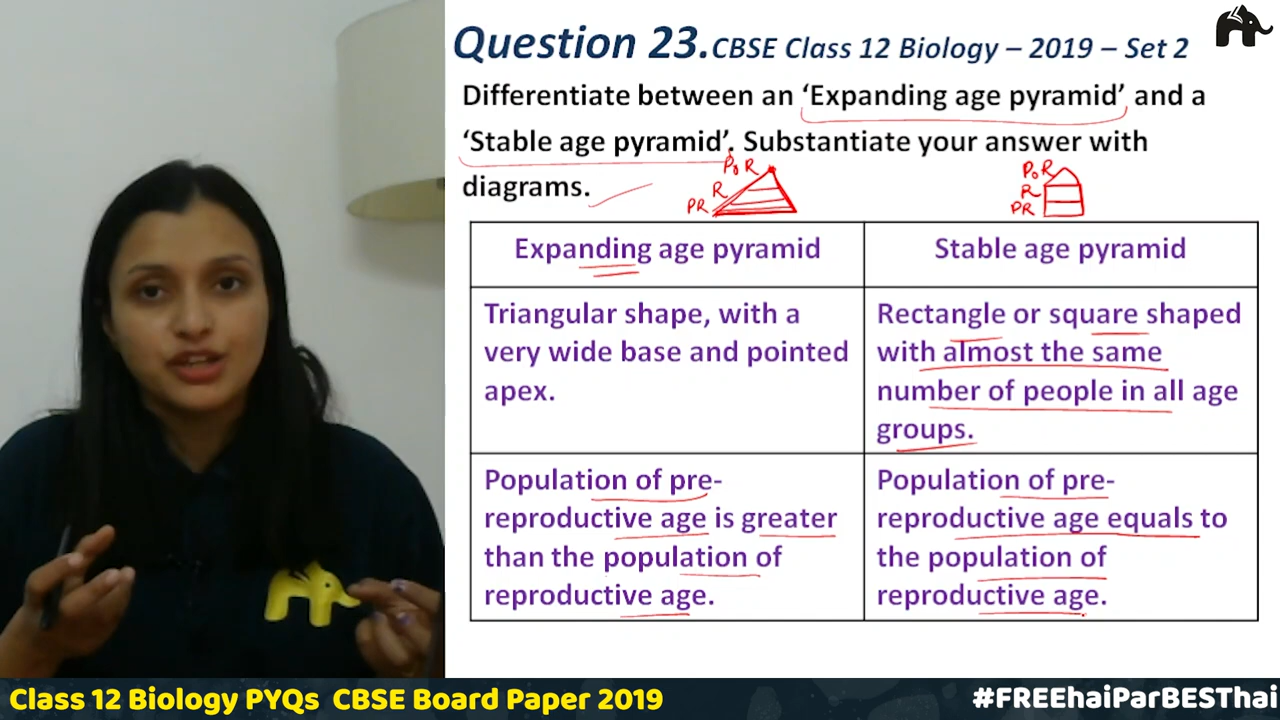 Question 23. CBSE Class 12 Biology – 2019 – Set 2
Differentiate between an ‘Expanding age pyramid’ and a
‘Stable age pyramid’. Substantiate your answer with
diagrams.
Po R
R
PR
Po R
R
PR
Expanding age pyramid
Stable age pyramid
Triangular shape, with a
very wide base and pointed
apex.
Rectangle or square shaped
with almost the same
number of people in all age
groups.
Population of pre-
reproductive age is greater
than the population of
reproductive age.
Population of pre-
reproductive age equals to
the population of
reproductive age.
Class 12 Biology PYQs CBSE Board Paper 2019
#FREEhaiParBESThai